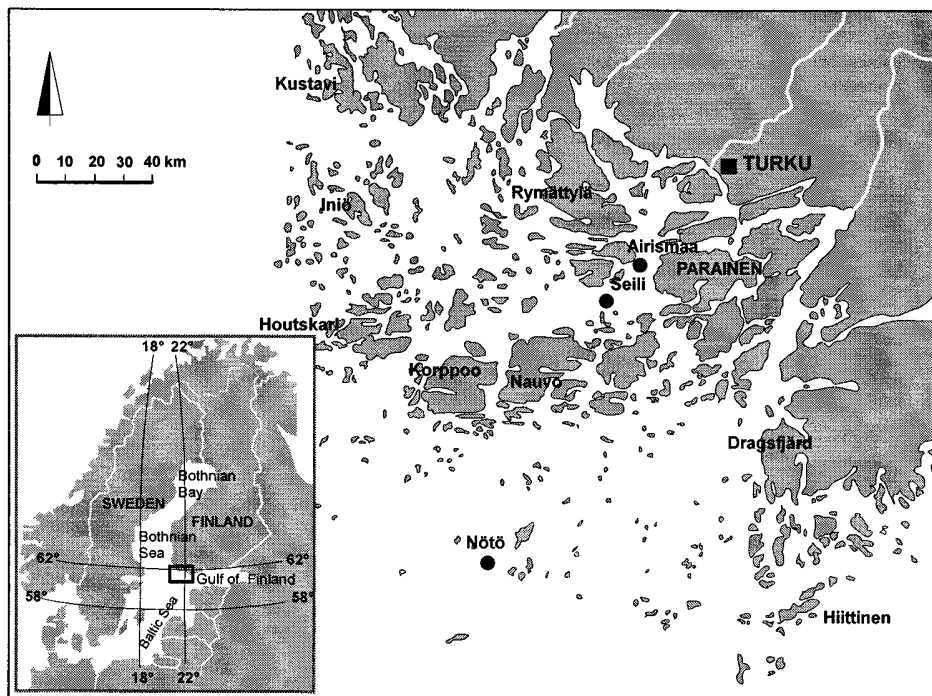 Kustavi
0 10 20 30 40 km
TURKU
Rymättylä
Iniö
Airismaa
PARAINEN
Seili
Houtskari
Korppoo
Nauvo
Dragsfjärd
Nötö
Hiittinen
18° 22°
Bothnian
Bay
SWEDEN
FINLAND
Bothnian
Sea
62° 62°
Gulf of Finland
58° 58°
Baltic Sea
18° 22°